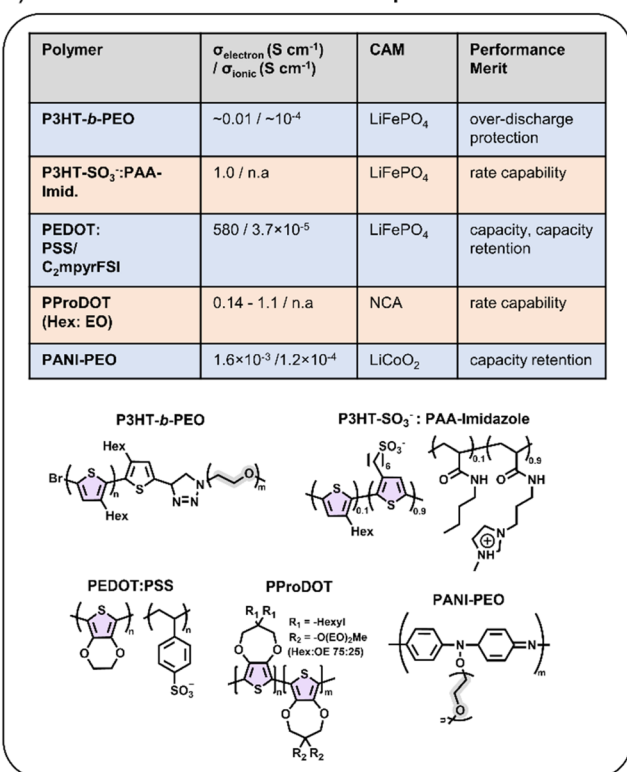 Polymer
σelectron (S cm⁻¹) / σionic (S cm⁻¹)
CAM
Performance Merit
P3HT-b-PEO
~0.01 / ~10⁻⁴
LiFePO₄
over-discharge protection
P3HT-SO₃⁻:PAA-Imid.
1.0 / n.a
LiFePO₄
rate capability
PEDOT: PSS/ C₂mpyrFSI
580 / 3.7×10⁻⁵
LiFePO₄
capacity, capacity retention
PProDOT (Hex: EO)
0.14 - 1.1 / n.a
NCA
rate capability
PANI-PEO
1.6×10⁻³ /1.2×10⁻⁴
LiCoO₂
capacity retention
P3HT-b-PEO
Hex
Br
S
n
Hex
S
N=N
N
O
m
P3HT-SO₃⁻ : PAA-Imidazole
SO₃⁻
6
S
0.1
Hex
S
0.9
0.1
0.9
O
NH
O
NH
N
+
NH
PEDOT:PSS
S
n
O
O
n
SO₃⁻
PProDOT
R₁ R₁
R₁ = -Hexyl
R₂ = -O(EO)₂Me
(Hex:OE 75:25)
O
O
S
n
S
m
O
O
R₂ R₂
PANI-PEO
N
O
N
m
O